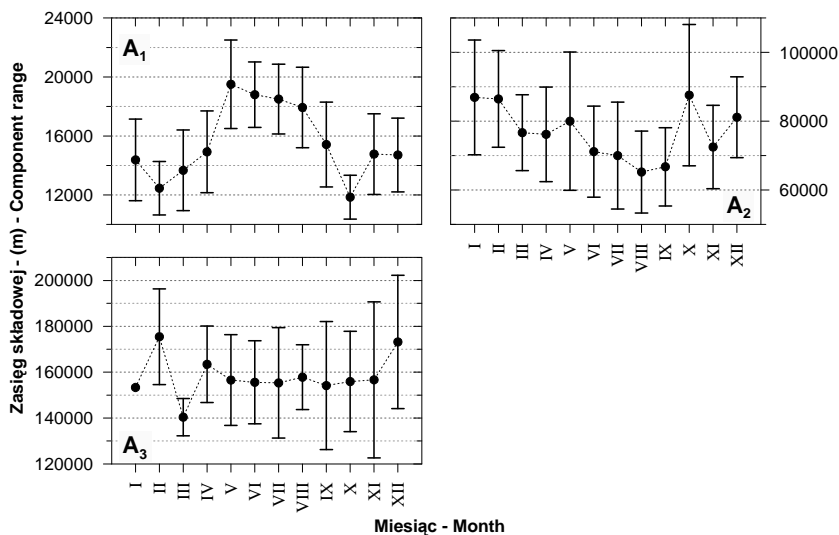 Zasięg składowej - (m) - Component range
24000
20000
16000
12000
A1
100000
80000
60000
A2
I II III IV V VI VII VIII IX X XI XII
200000
180000
160000
140000
120000
A3
I II III IV V VI VII VIII IX X XI XII
Miesiąc - Month